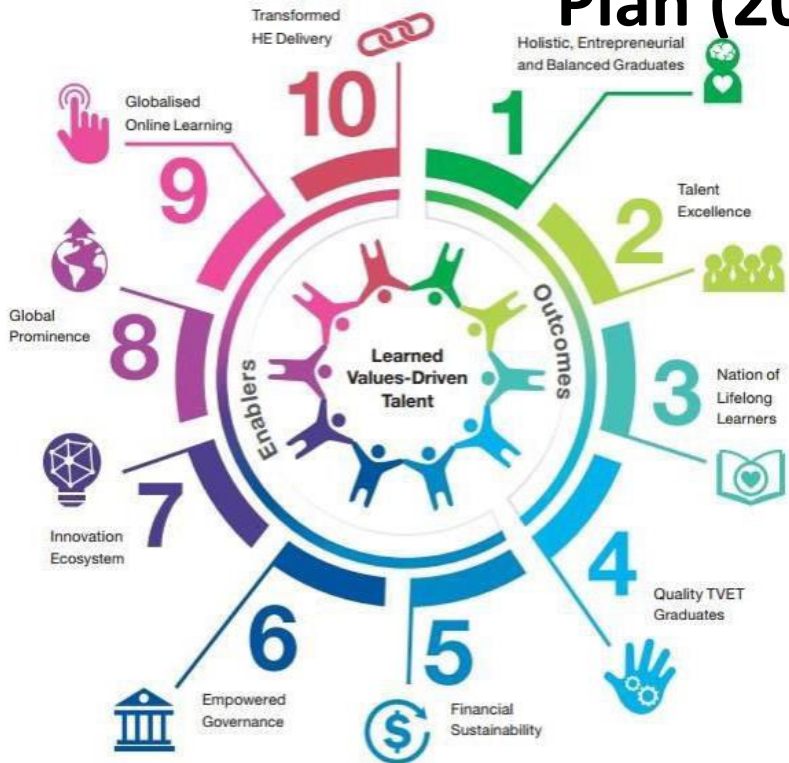 Plan (20
Transformed
HE Delivery
10
Holistic, Entrepreneurial
and Balanced Graduates
1
Globalised
Online Learning
9
Talent
Excellence
2
Global
Prominence
8
Nation of
Lifelong
Learners
3
Outcomes
Enablers
Learned
Values-Driven
Talent
Innovation
Ecosystem
7
Quality TVET
Graduates
4
Empowered
Governance
6
Financial
Sustainability
5
$